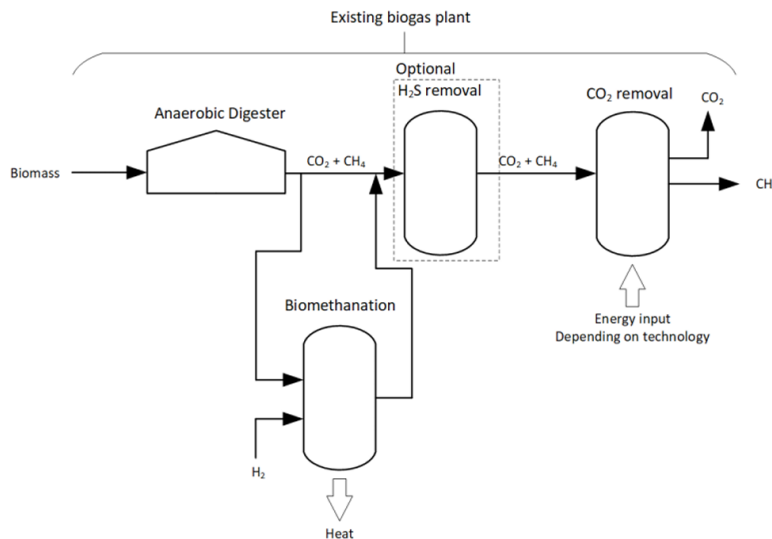 Existing biogas plant
Optional
H₂S removal
CO₂ removal
CO₂
Anaerobic Digester
Biomass
CO₂ + CH₄
CO₂ + CH₄
CH
Biomethanation
Energy input
Depending on technology
H₂
Heat